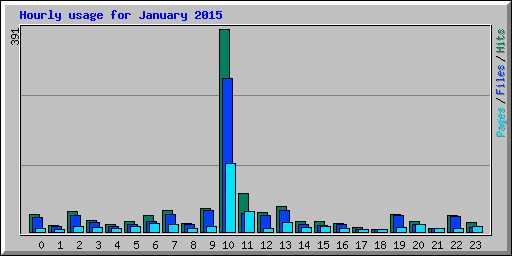 Hourly usage for January 2015
391
Pages/Files/Hits
0 1 2 3 4 5 6 7 8 9 10 11 12 13 14 15 16 17 18 19 20 21 22 23